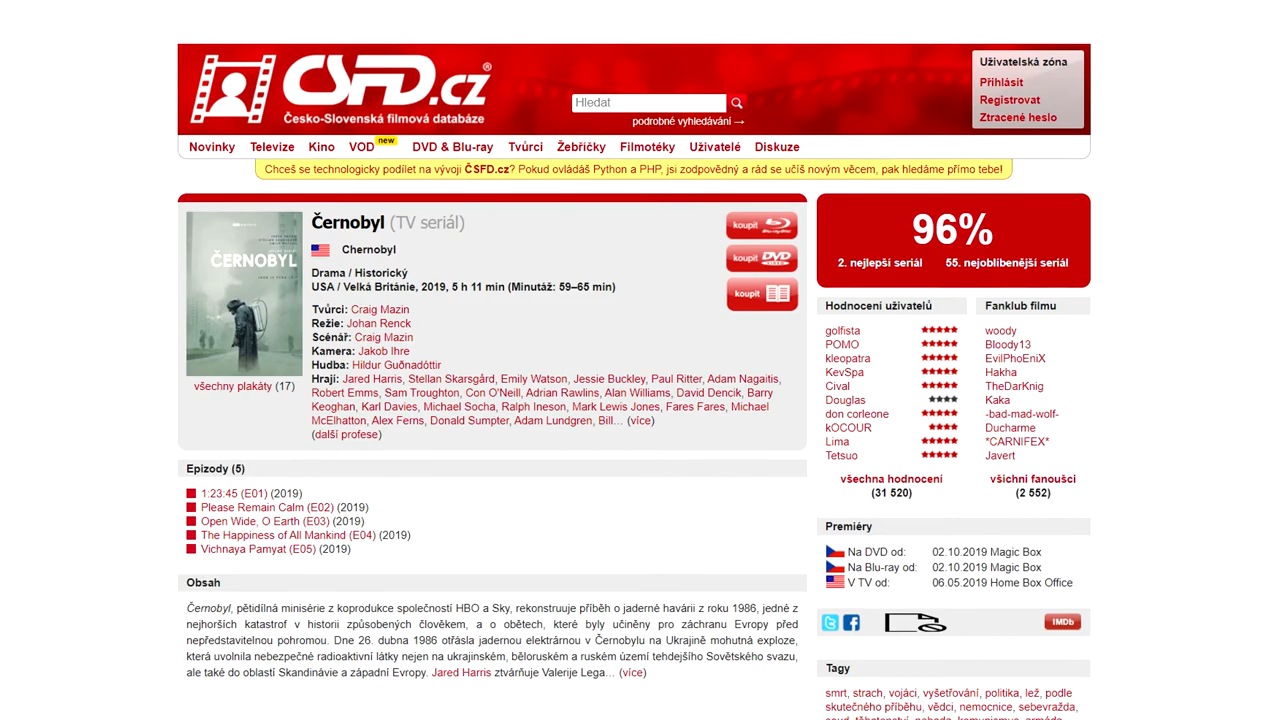 ČSFD.cz®
Česko-Slovenská filmová databáze
Hledat
podrobné vyhledávání →
Uživatelská zóna
Přihlásit
Registrovat
Ztracené heslo
Novinky Televize Kino VOD new DVD & Blu-ray Tvůrci Žebříčky Filmotéky Uživatelé Diskuze
Chceš se technologicky podílet na vývoji ČSFD.cz? Pokud ovládáš Python a PHP, jsi zodpovědný a rád se učíš novým věcem, pak hledáme přímo tebe!
ČERNOBYL
všechny plakáty (17)
Černobyl (TV seriál)
Chernobyl
Drama / Historický
USA / Velká Británie, 2019, 5 h 11 min (Minutáž: 59–65 min)
Tvůrci: Craig Mazin
Režie: Johan Renck
Scénář: Craig Mazin
Kamera: Jakob Ihre
Hudba: Hildur Guðnadóttir
Hrají: Jared Harris, Stellan Skarsgård, Emily Watson, Jessie Buckley, Paul Ritter, Adam Nagaitis,
Robert Emms, Sam Troughton, Con O'Neill, Adrian Rawlins, Alan Williams, David Dencik, Barry
Keoghan, Karl Davies, Michael Socha, Ralph Ineson, Mark Lewis Jones, Fares Fares, Michael
McElhatton, Alex Ferns, Donald Sumpter, Adam Lundgren, Bill... (více)
(další profese)
koupit Blu-ray Disc
koupit DVD VIDEO
koupit
Epizody (5)
1:23:45 (E01) (2019)
Please Remain Calm (E02) (2019)
Open Wide, O Earth (E03) (2019)
The Happiness of All Mankind (E04) (2019)
Vichnaya Pamyat (E05) (2019)
Obsah
Černobyl, pětidílná minisérie z koprodukce společností HBO a Sky, rekonstruuje příběh o jaderné havárii z roku 1986, jedné z
nejhorších katastrof v historii způsobených člověkem, a o obětech, které byly učiněny pro záchranu Evropy před
nepředstavitelnou pohromou. Dne 26. dubna 1986 otřásla jadernou elektrárnou v Černobylu na Ukrajině mohutná exploze,
která uvolnila nebezpečné radioaktivní látky nejen na ukrajinském, běloruském a ruském území tehdejšího Sovětského svazu,
ale také do oblastí Skandinávie a západní Evropy. Jared Harris ztvárňuje Valerije Lega... (více)
96%
2. nejlepší seriál 55. nejoblíbenější seriál
Hodnocení uživatelů
golfista
POMO
kleopatra
KevSpa
Cival
Douglas
don corleone
kOCOUR
Lima
Tetsuo
všechna hodnocení
(31 520)
Fanklub filmu
woody
Bloody13
EvilPhoEniX
Hakha
TheDarKnig
Kaka
-bad-mad-wolf-
Ducharme
*CARNIFEX*
Javert
všichni fanoušci
(2 552)
Premiéry
Na DVD od: 02.10.2019 Magic Box
Na Blu-ray od: 02.10.2019 Magic Box
V TV od: 06.05.2019 Home Box Office
IMDb
Tagy
smrt, strach, vojáci, vyšetřování, politika, lež, podle
skutečného příběhu, vědci, nemocnice, sebevražda,